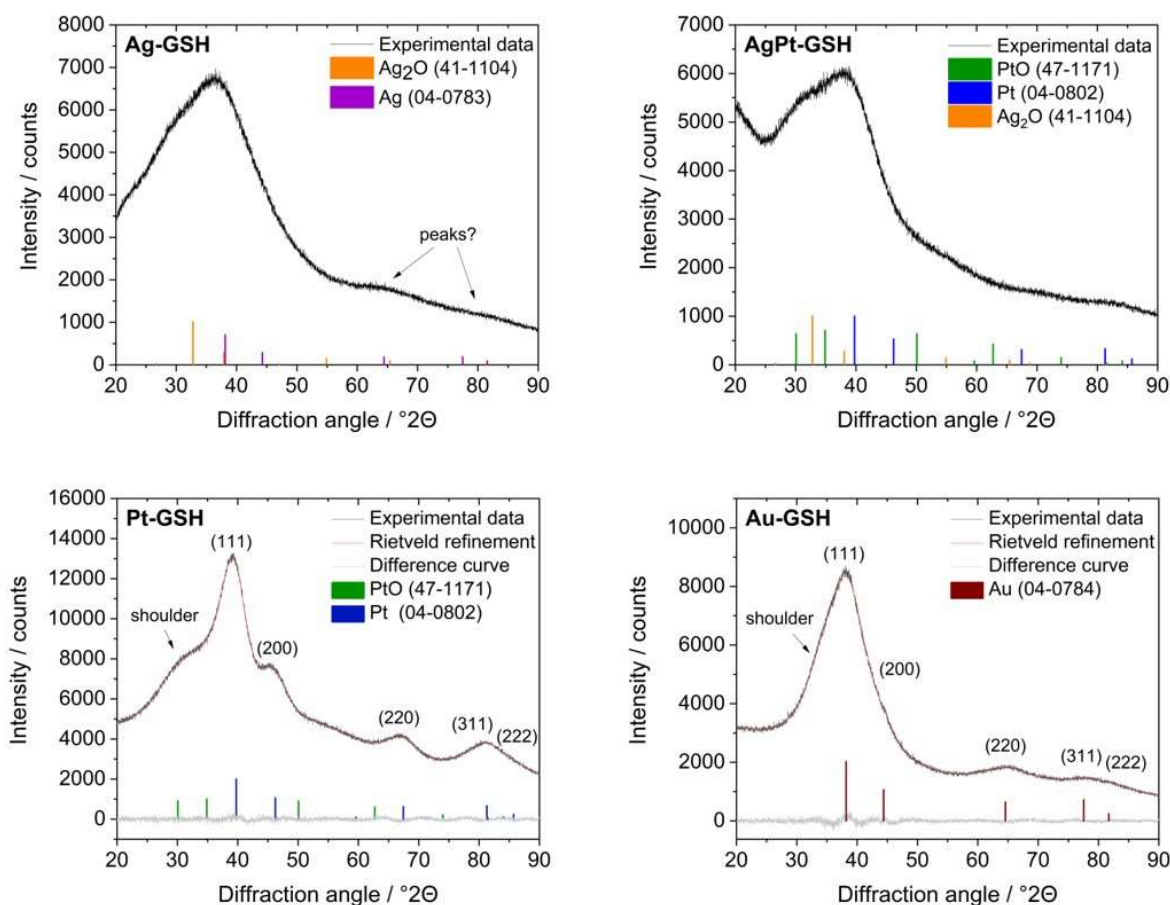 Ag-GSH
Experimental data
Ag₂O (41-1104)
Ag (04-0783)
peaks?
8000
7000
6000
5000
4000
3000
2000
1000
0
Intensity / counts
20 30 40 50 60 70 80 90
Diffraction angle / °2Θ
AgPt-GSH
Experimental data
PtO (47-1171)
Pt (04-0802)
Ag₂O (41-1104)
7000
6000
5000
4000
3000
2000
1000
0
Intensity / counts
20 30 40 50 60 70 80 90
Diffraction angle / °2Θ
Pt-GSH
Experimental data
Rietveld refinement
Difference curve
PtO (47-1171)
Pt (04-0802)
(111)
shoulder
(200)
(220)
(311)
(222)
16000
14000
12000
10000
8000
6000
4000
2000
0
Intensity / counts
20 30 40 50 60 70 80 90
Diffraction angle / °2Θ
Au-GSH
Experimental data
Rietveld refinement
Difference curve
Au (04-0784)
(111)
shoulder
(200)
(220)
(311)
(222)
10000
8000
6000
4000
2000
0
Intensity / counts
20 30 40 50 60 70 80 90
Diffraction angle / °2Θ